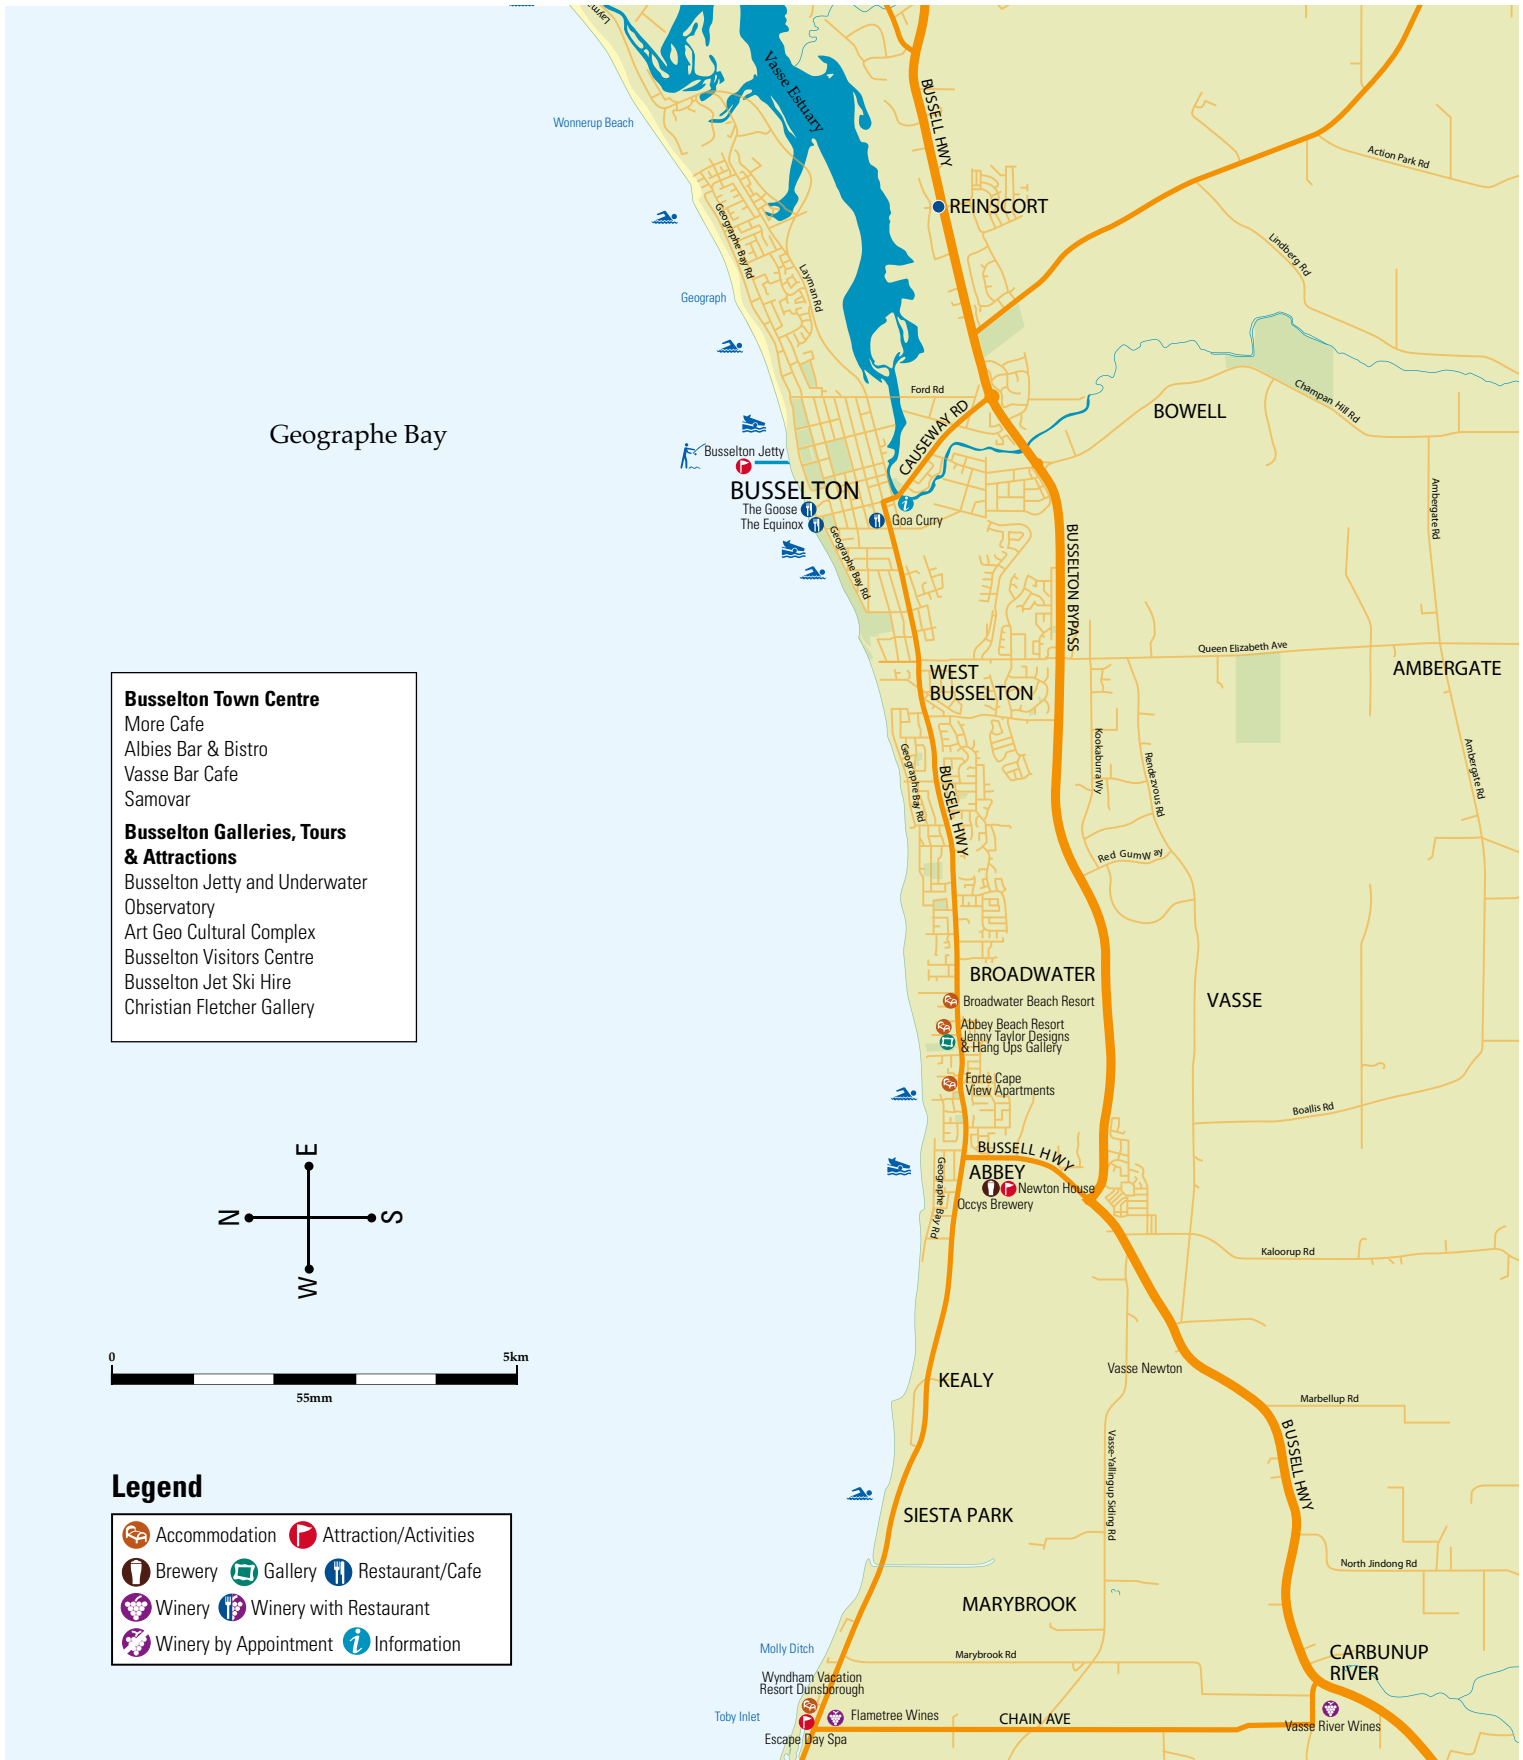 Laym
Vasse Estuary
Wonnerup Beach
BUSSELL HWY
Action Park Rd
REINSCORT
Geographe Bay Rd
Layman Rd
Lindberg Rd
Geograph
Ford Rd
Champan Hill Rd
CAUSEWAY RD
BOWELL
Geographe Bay
Busselton Jetty
BUSSELTON
The Goose
The Equinox
Goa Curry
Geographe Bay Rd
BUSSELTON BYPASS
Ambergate Rd
Queen Elizabeth Ave
AMBERGATE
WEST
BUSSELTON
Busselton Town Centre
More Cafe
Albies Bar & Bistro
Vasse Bar Cafe
Samovar
Busselton Galleries, Tours
& Attractions
Busselton Jetty and Underwater
Observatory
Art Geo Cultural Complex
Busselton Visitors Centre
Busselton Jet Ski Hire
Christian Fletcher Gallery
Geographe Bay Rd
BUSSELL HWY
Kookaburra Wy
Rendezvous Rd
Ambergate Rd
Red Gum Way
BROADWATER
VASSE
Broadwater Beach Resort
Abbey Beach Resort
Jenny Taylor Designs
& Hang Ups Gallery
Forte Cape
View Apartments
Boallis Rd
BUSSELL HWY
ABBEY
Newton House
Occys Brewery
Geographe Bay Rd
Kaloorup Rd
E
N
S
W
0
5km
55mm
Vasse Newton
KEALY
Marbellup Rd
BUSSELL HWY
Vasse-Yallingup Siding Rd
SIESTA PARK
North Jindong Rd
MARYBROOK
Legend
Accommodation
Attraction/Activities
Brewery
Gallery
Restaurant/Cafe
Winery
Winery with Restaurant
Winery by Appointment
Information
Molly Ditch
Marybrook Rd
CARBUNUP
RIVER
Wyndham Vacation
Resort Dunsborough
Toby Inlet
Flametree Wines
CHAIN AVE
Vasse River Wines
Escape Day Spa